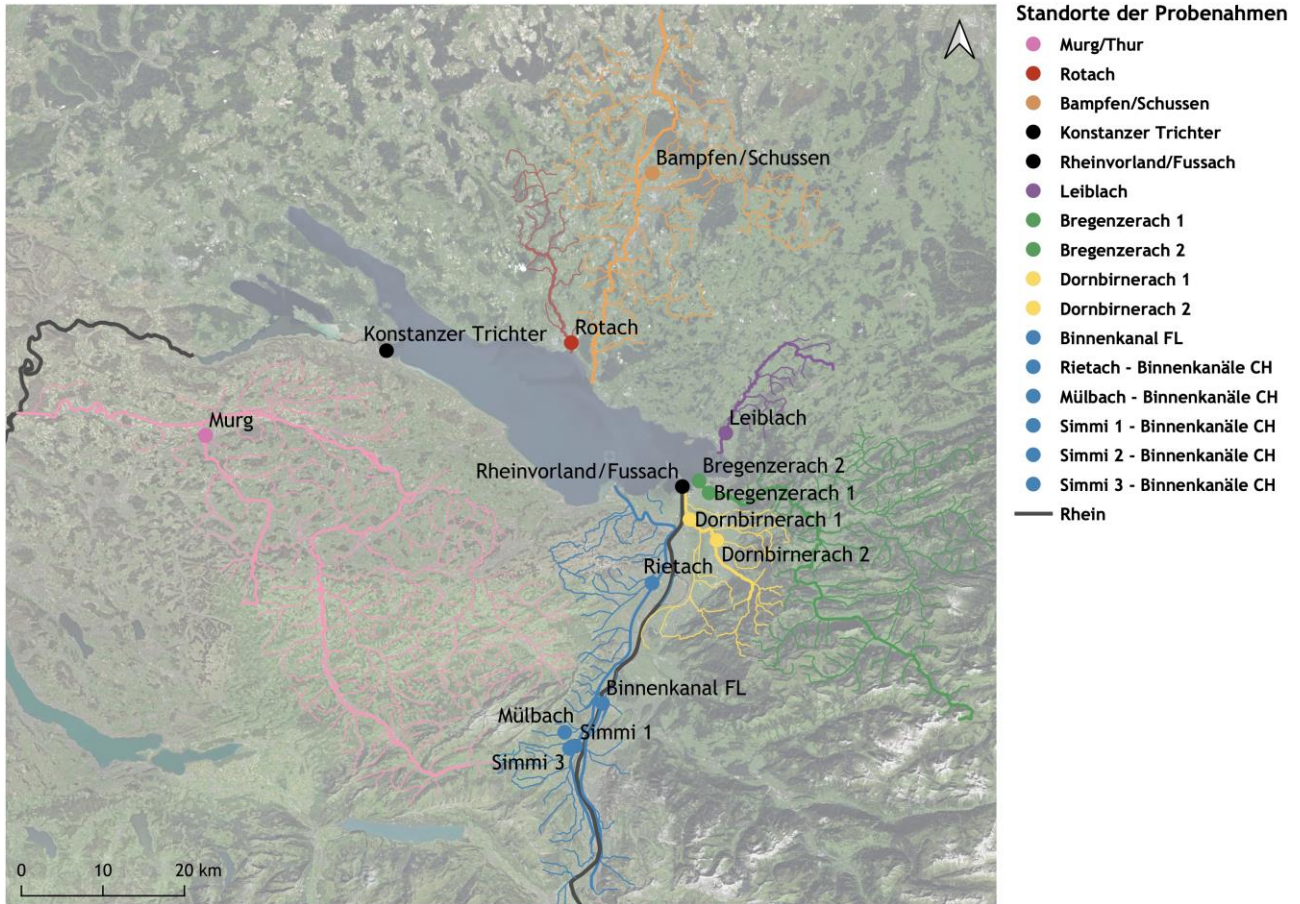 Standorte der Probenahmen
Murg/Thur
Rotach
Bampfen/Schussen
Konstanzer Trichter
Rheinvorland/Fussach
Leiblach
Bregenzerach 1
Bregenzerach 2
Dornbirnerach 1
Dornbirnerach 2
Binnenkanal FL
Rietach - Binnenkanäle CH
Mülbach - Binnenkanäle CH
Simmi 1 - Binnenkanäle CH
Simmi 2 - Binnenkanäle CH
Simmi 3 - Binnenkanäle CH
Rhein
Bampfen/Schussen
Konstanzer Trichter
Rotach
Murg
Leiblach
Rheinvorland/Fussach
Bregenzerach 2
Bregenzerach 1
Dornbirnerach 1
Dornbirnerach 2
Rietach
Binnenkanal FL
Mülbach
Simmi 1
Simmi 3
0 10 20 km